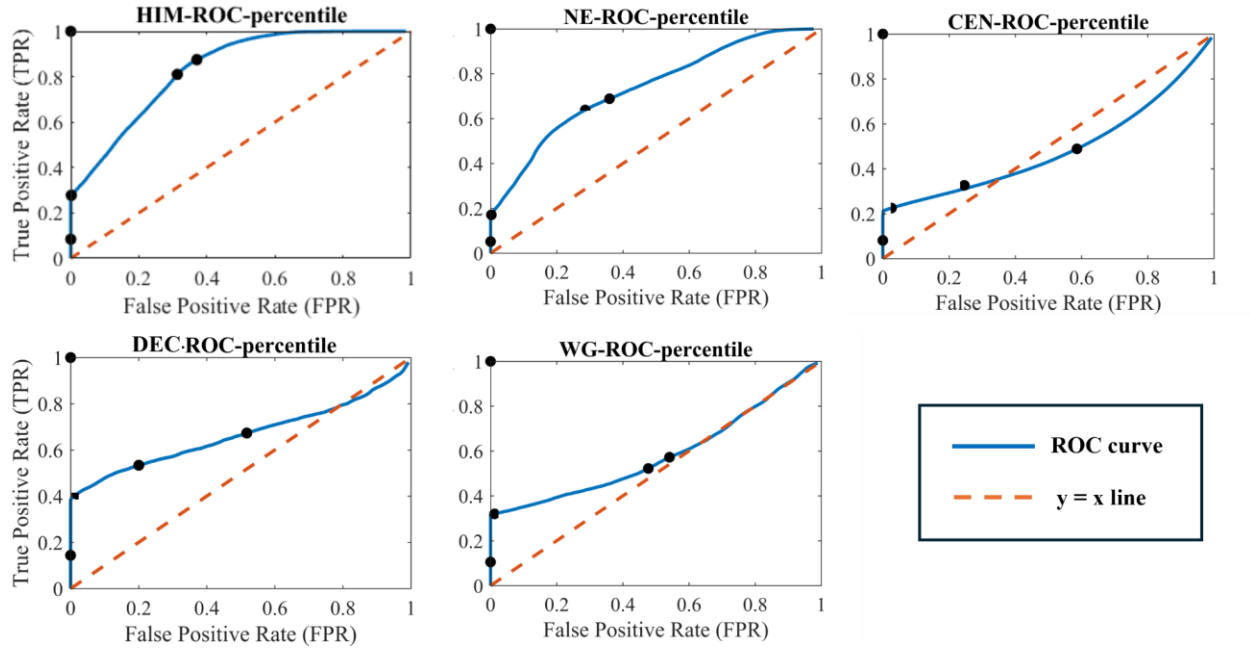 HIM-ROC-percentile
True Positive Rate (TPR)
1
0.8
0.6
0.4
0.2
0
0 0.2 0.4 0.6 0.8 1
False Positive Rate (FPR)
NE-ROC-percentile
1
0.8
0.6
0.4
0.2
0
0 0.2 0.4 0.6 0.8 1
False Positive Rate (FPR)
CEN-ROC-percentile
1
0.8
0.6
0.4
0.2
0
0 0.2 0.4 0.6 0.8 1
False Positive Rate (FPR)
DEC-ROC-percentile
True Positive Rate (TPR)
1
0.8
0.6
0.4
0.2
0
0 0.2 0.4 0.6 0.8 1
False Positive Rate (FPR)
WG-ROC-percentile
1
0.8
0.6
0.4
0.2
0
0 0.2 0.4 0.6 0.8 1
False Positive Rate (FPR)
ROC curve
y = x line